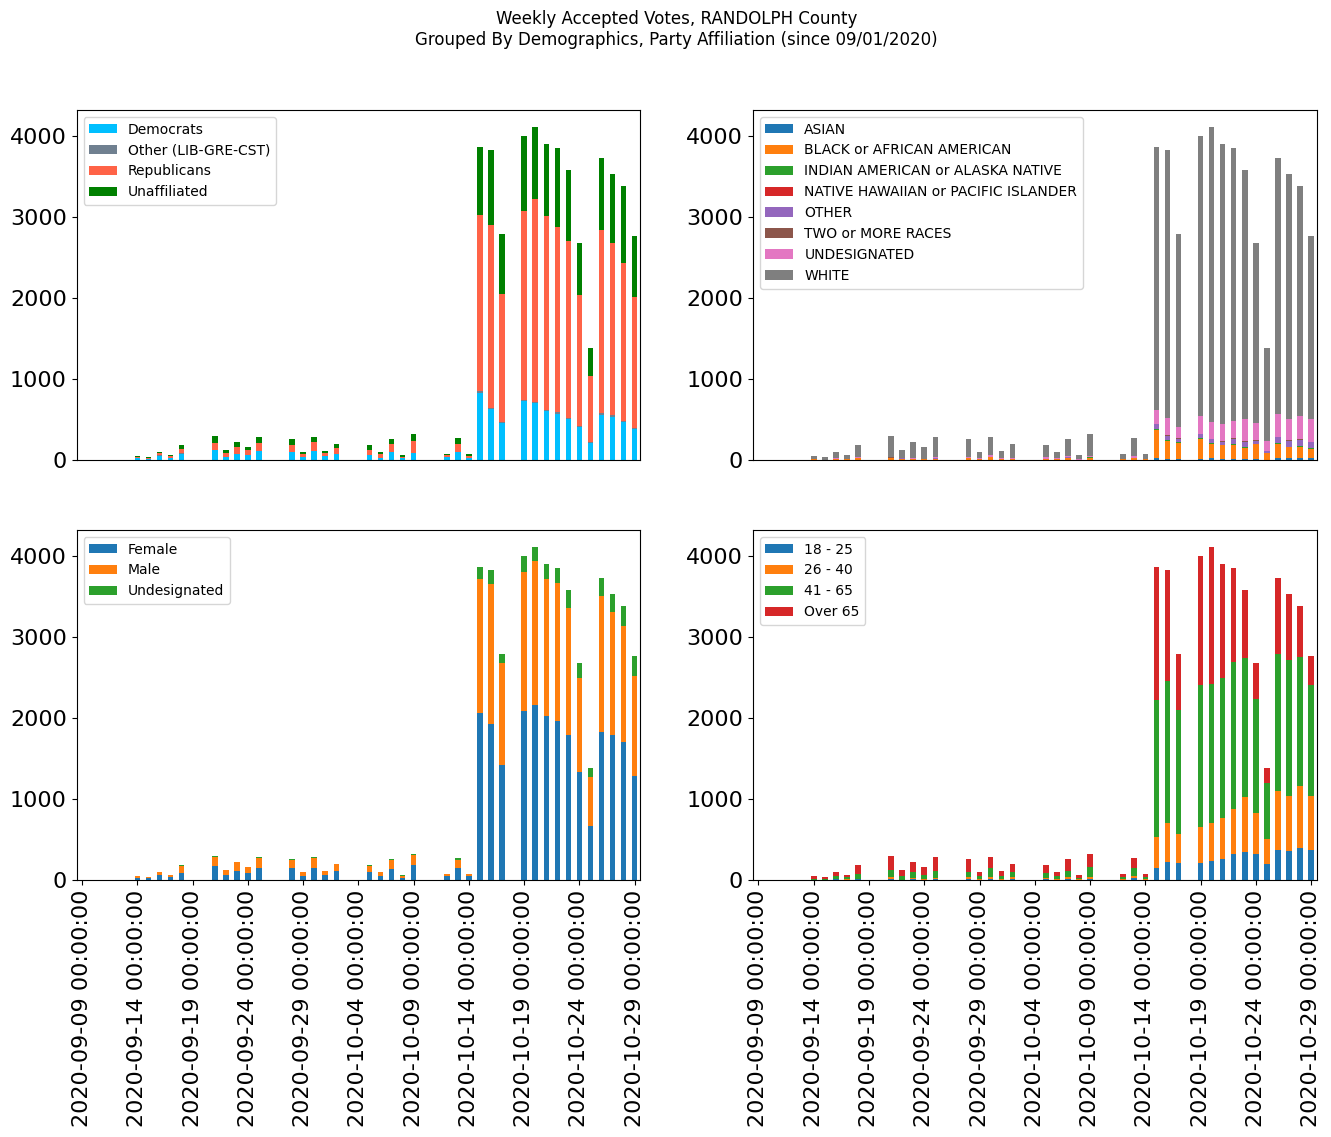 Weekly Accepted Votes, RANDOLPH County
Grouped By Demographics, Party Affiliation (since 09/01/2020)
4000
3000
2000
1000
0
Democrats
Other (LIB-GRE-CST)
Republicans
Unaffiliated
4000
3000
2000
1000
0
ASIAN
BLACK or AFRICAN AMERICAN
INDIAN AMERICAN or ALASKA NATIVE
NATIVE HAWAIIAN or PACIFIC ISLANDER
OTHER
TWO or MORE RACES
UNDESIGNATED
WHITE
4000
3000
2000
1000
0
Female
Male
Undesignated
2020-09-09 00:00:00
2020-09-14 00:00:00
2020-09-19 00:00:00
2020-09-24 00:00:00
2020-09-29 00:00:00
2020-10-04 00:00:00
2020-10-09 00:00:00
2020-10-14 00:00:00
2020-10-19 00:00:00
2020-10-24 00:00:00
2020-10-29 00:00:00
4000
3000
2000
1000
0
18 - 25
26 - 40
41 - 65
Over 65
2020-09-09 00:00:00
2020-09-14 00:00:00
2020-09-19 00:00:00
2020-09-24 00:00:00
2020-09-29 00:00:00
2020-10-04 00:00:00
2020-10-09 00:00:00
2020-10-14 00:00:00
2020-10-19 00:00:00
2020-10-24 00:00:00
2020-10-29 00:00:00